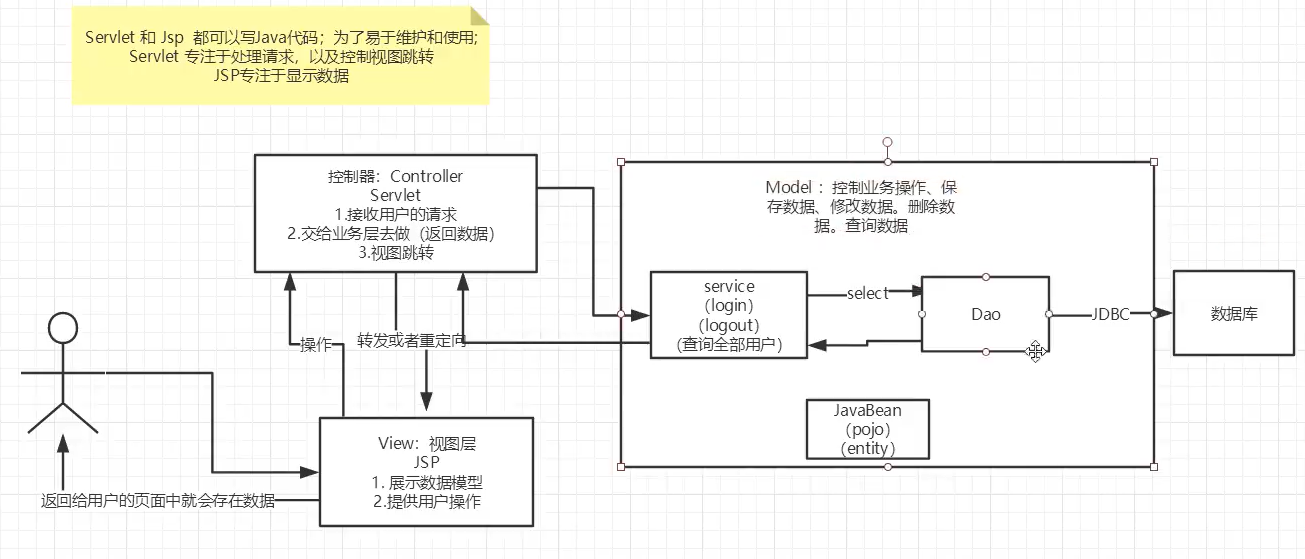 Servlet 和 Jsp 都可以写Java代码；为了易于维护和使用；
Servlet 专注于处理请求，以及控制视图跳转
JSP专注于显示数据
控制器：Controller
Servlet
1.接收用户的请求
2.交给业务层去做（返回数据）
3.视图跳转
Model ：控制业务操作、保
存数据、修改数据。删除数
据。查询数据
service
（login）
（logout）
（查询全部用户）
select
Dao
JDBC
数据库
操作
转发或者重定向
JavaBean
（pojo）
（entity）
View：视图层
JSP
1. 展示数据模型
2.提供用户操作
返回给用户的页面中就会存在数据